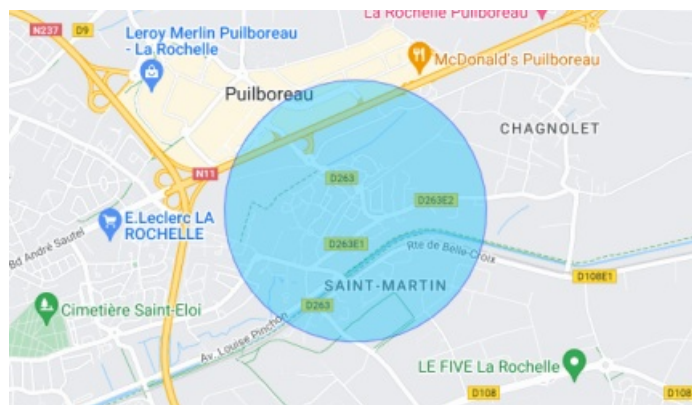 La Rochelle Puilboreau
N237
D9
Leroy Merlin Puilboreau
- La Rochelle
McDonald's Puilboreau
Puilboreau
CHAGNOLET
N11
D263
D263E2
E.Leclerc LA
ROCHELLE
Bd André Sautel
D263E1
Rte de Belle-Croix
D108E1
SAINT-MARTIN
D263
Cimetière Saint-Eloi
Av. Louise Pinchon
LE FIVE La Rochelle
D108
D108